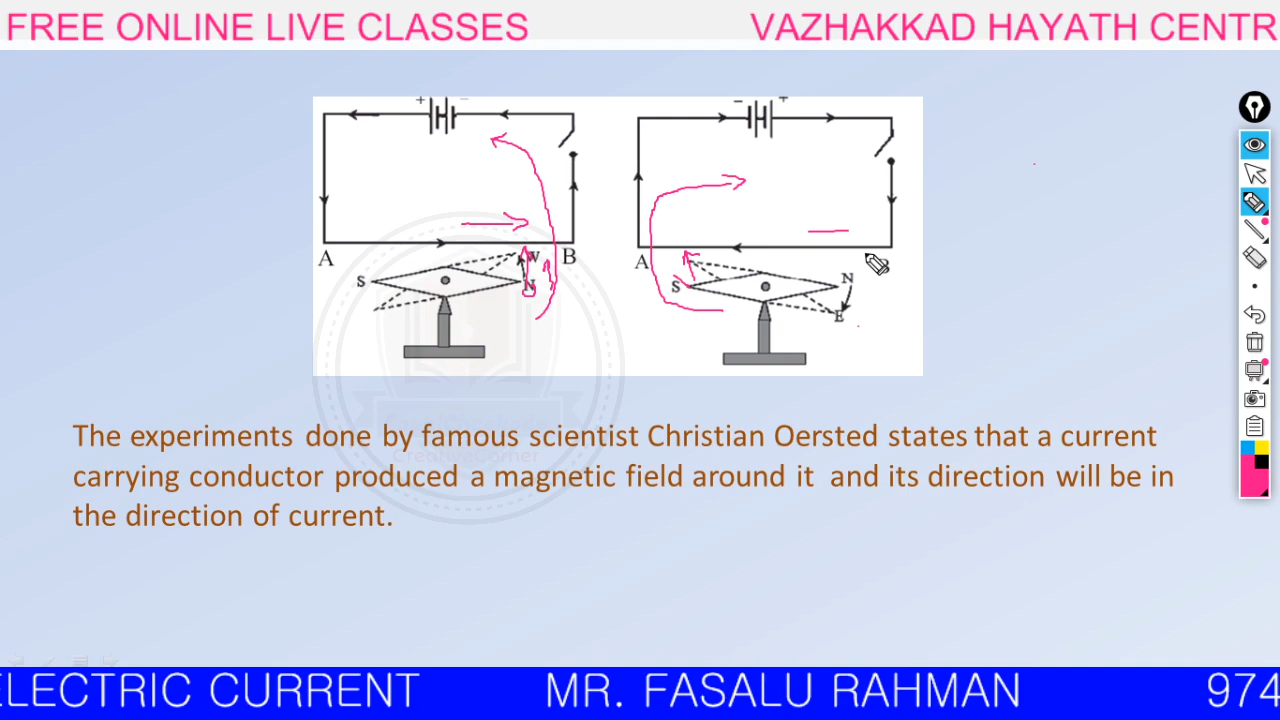 FREE ONLINE LIVE CLASSES
VAZHAKKAD HAYATH CENTR
+ −
A B
S W
N
− +
A
S N
E
The experiments done by famous scientist Christian Oersted states that a current
carrying conductor produced a magnetic field around it and its direction will be in
the direction of current.
CreativeCorner
ELECTRIC CURRENT
MR. FASALU RAHMAN
974